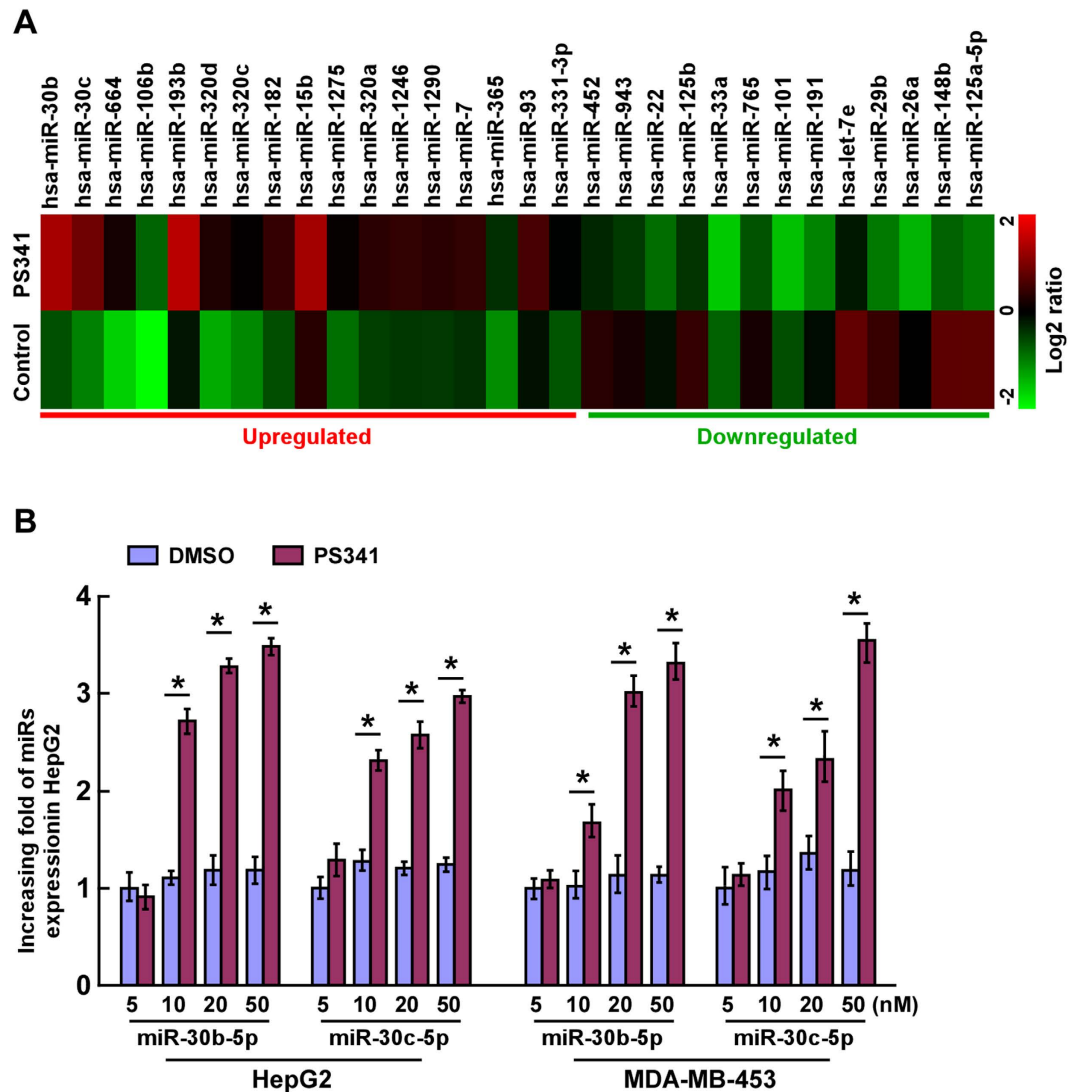 A
hsa-miR-30b
hsa-miR-30c
hsa-miR-664
hsa-miR-106b
hsa-miR-193b
hsa-miR-320d
hsa-miR-320c
hsa-miR-182
hsa-miR-15b
hsa-miR-1275
hsa-miR-320a
hsa-miR-1246
hsa-miR-1290
hsa-miR-7
hsa-miR-365
hsa-miR-93
hsa-miR-331-3p
hsa-miR-452
hsa-miR-943
hsa-miR-22
hsa-miR-125b
hsa-miR-33a
hsa-miR-765
hsa-miR-101
hsa-miR-191
hsa-let-7e
hsa-miR-29b
hsa-miR-26a
hsa-miR-148b
hsa-miR-125a-5p
PS341
Control
2
0
-2
Log2 ratio
Upregulated
Downregulated
B
DMSO PS341
Increasing fold of miRs
expressionin HepG2
4
3
2
1
0
* * * * * * * * * * * *
5 10 20 50 5 10 20 50 5 10 20 50 5 10 20 50 (nM)
miR-30b-5p miR-30c-5p miR-30b-5p miR-30c-5p
HepG2 MDA-MB-453